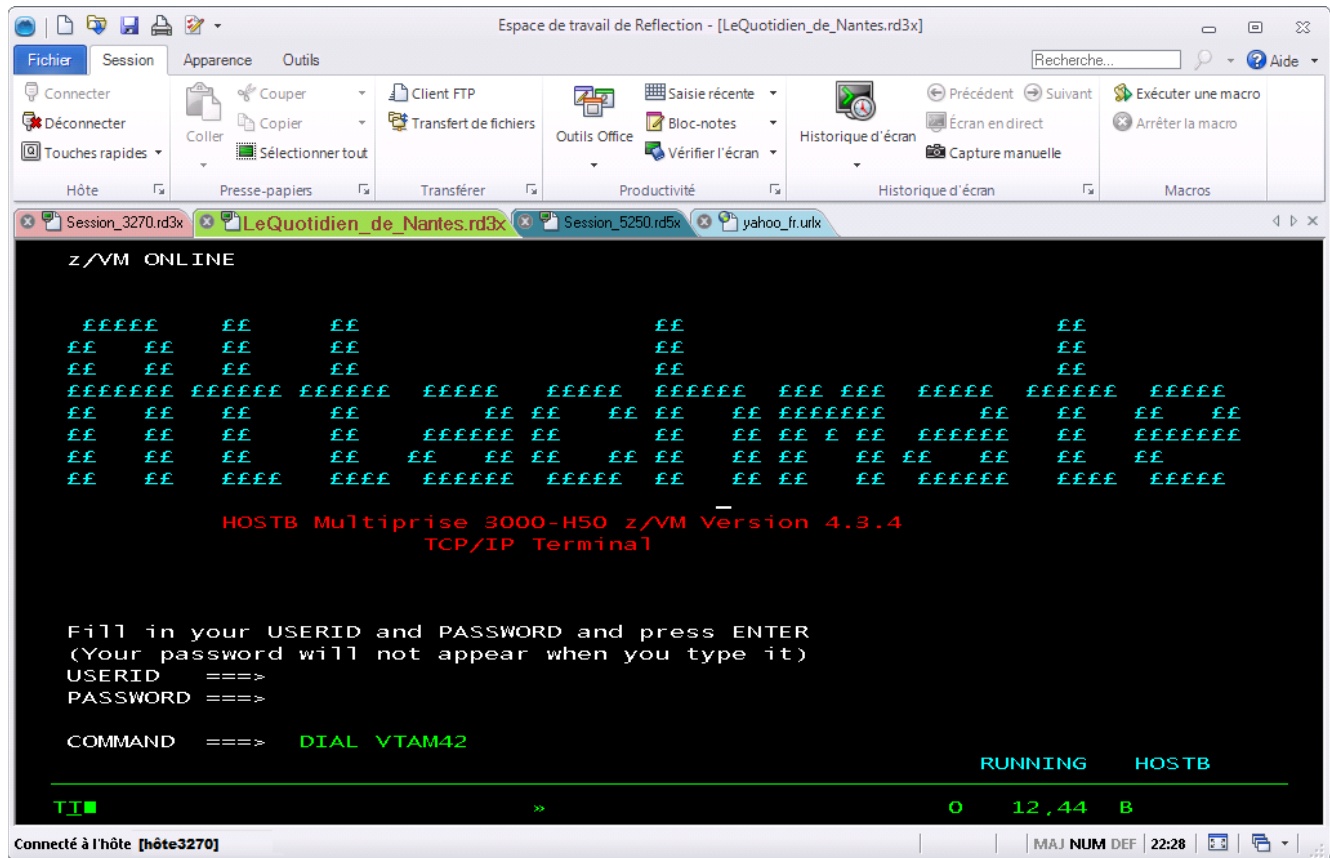 Espace de travail de Reflection - [LeQuotidien_de_Nantes.rd3x]
Fichier Session Apparence Outils Recherche... Aide
Connecter
Déconnecter
Touches rapides
Hôte
Coller
Couper
Copier
Sélectionner tout
Presse-papiers
Client FTP
Transfert de fichiers
Transférer
Outils Office
Saisie récente
Bloc-notes
Vérifier l'écran
Productivité
Historique d'écran
Précédent Suivant
Écran en direct
Capture manuelle
Historique d'écran
Exécuter une macro
Arrêter la macro
Macros
Session_3270.rd3x LeQuotidien_de_Nantes.rd3x Session_5250.rd5x yahoo_fr.urlx
z/VM ONLINE
Attachmate
HOSTB Multiprise 3000-H50 z/VM Version 4.3.4
TCP/IP Terminal
Fill in your USERID and PASSWORD and press ENTER
(Your password will not appear when you type it)
USERID ===>
PASSWORD ===>
COMMAND ===> DIAL VTAM42
RUNNING HOSTB
TI » O 12,44 B
Connecté à l'hôte [hôte3270] MAJ NUM DEF 22:28